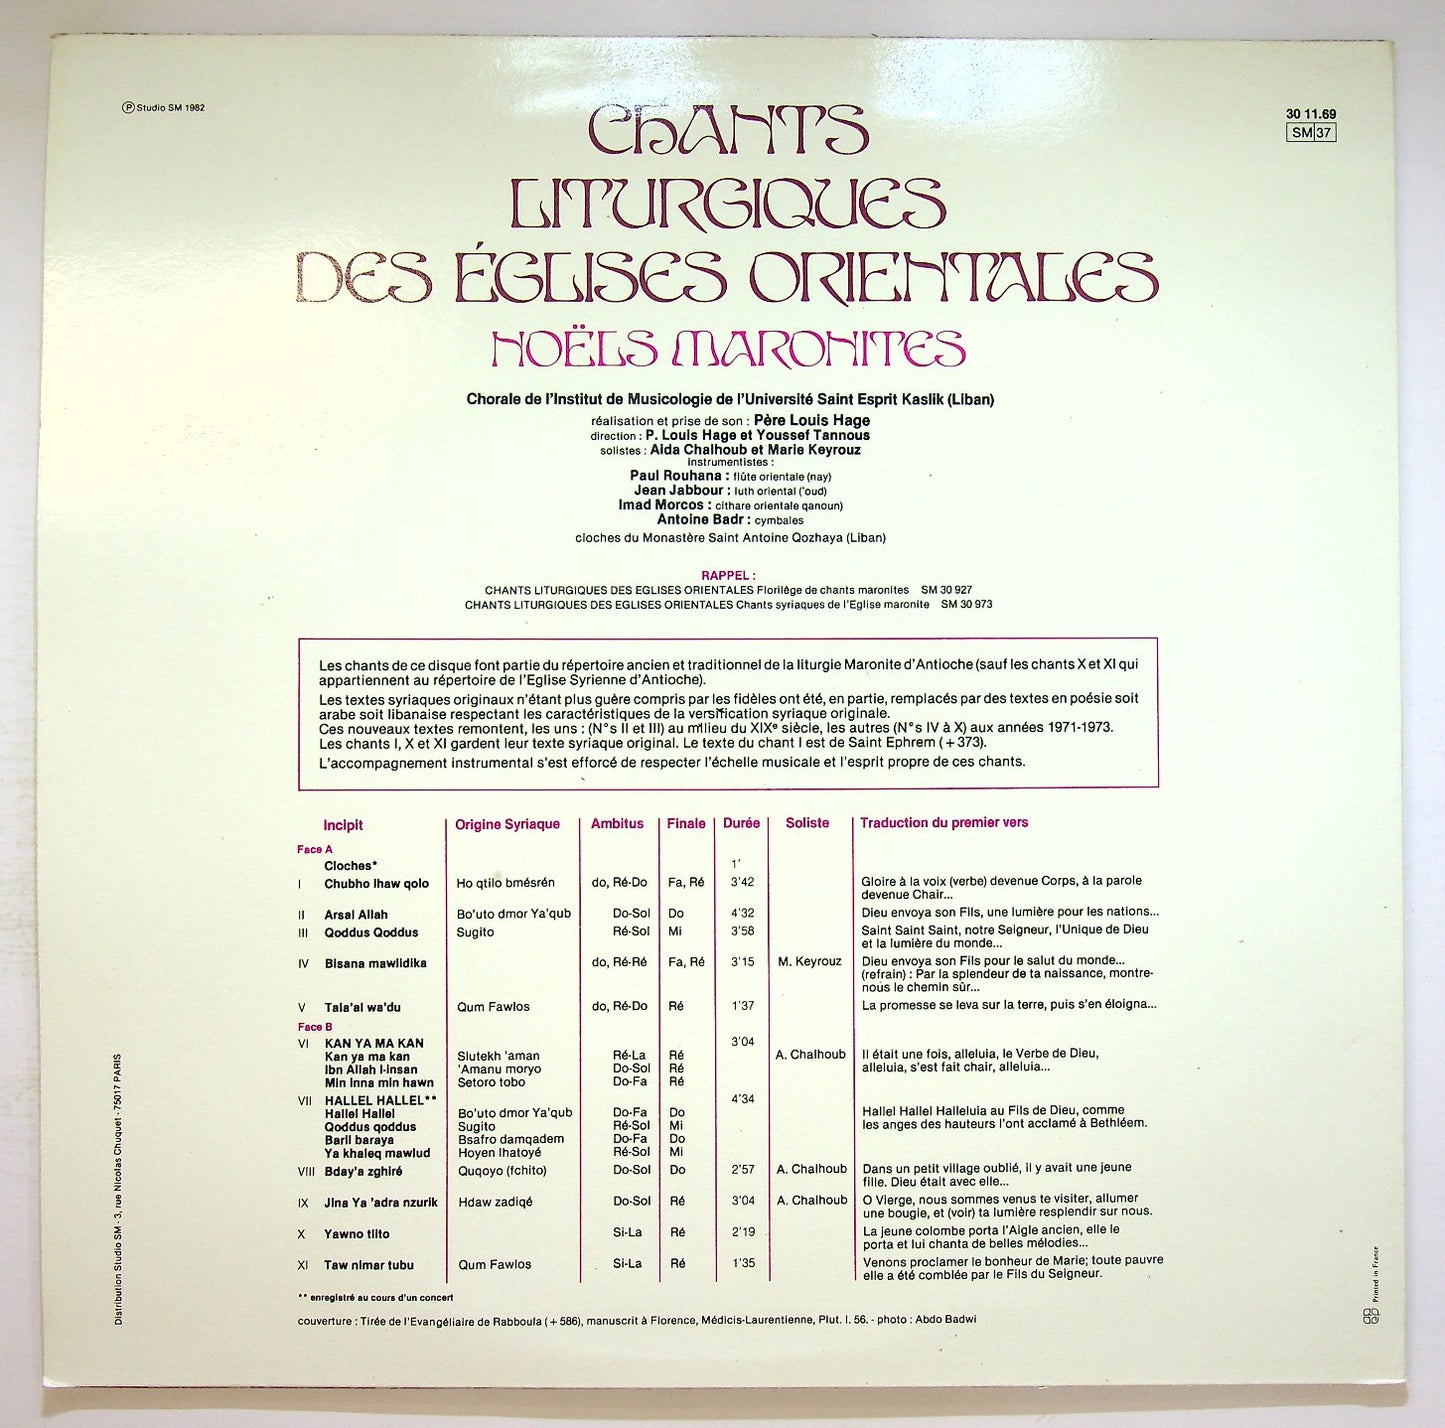 Ⓟ Studio SM 1982
30 11.69
SM 37
CHANTS
LITURGIQUES
DES ÉGLISES ORIENTALES
NOËLS MARONITES
Chorale de l'Institut de Musicologie de l'Université Saint Esprit Kaslik (Liban)
réalisation et prise de son : Père Louis Hage
direction : P. Louis Hage et Youssef Tannous
solistes : Aida Chalhoub et Marie Keyrouz
instrumentistes :
Paul Rouhana : flûte orientale (nay)
Jean Jabbour : luth oriental ('oud)
Imad Morcos : cithare orientale qanoun)
Antoine Badr : cymbales
cloches du Monastère Saint Antoine Qozhaya (Liban)
RAPPEL :
CHANTS LITURGIQUES DES EGLISES ORIENTALES Florilège de chants maronites SM 30 927
CHANTS LITURGIQUES DES EGLISES ORIENTALES Chants syriaques de l'Eglise maronite SM 30 973
Les chants de ce disque font partie du répertoire ancien et traditionnel de la liturgie Maronite d'Antioche (sauf les chants X et XI qui
appartiennent au répertoire de l'Eglise Syrienne d'Antioche).
Les textes syriaques originaux n'étant plus guère compris par les fidèles ont été, en partie, remplacés par des textes en poésie soit
arabe soit libanaise respectant les caractéristiques de la versification syriaque originale.
Ces nouveaux textes remontent, les uns : (N°s II et III) au milieu du XIXe siècle, les autres (N°s IV à X) aux années 1971-1973.
Les chants I, X et XI gardent leur texte syriaque original. Le texte du chant I est de Saint Ephrem (+373).
L'accompagnement instrumental s'est efforcé de respecter l'échelle musicale et l'esprit propre de ces chants.
Incipit Origine Syriaque Ambitus Finale Durée Soliste Traduction du premier vers
Face A
Cloches* 1'
I Chubho lhaw qolo Ho qtilo bmésrén do, Ré-Do Fa, Ré 3'42 Gloire à la voix (verbe) devenue Corps, à la parole
devenue Chair...
II Arsal Allah Bo'uto dmor Ya'qub Do-Sol Do 4'32 Dieu envoya son Fils, une lumière pour les nations...
III Qoddus Qoddus Sugito Ré-Sol Mi 3'58 Saint Saint Saint, notre Seigneur, l'Unique de Dieu
et la lumière du monde...
IV Bisana mawlidika do, Ré-Ré Fa, Ré 3'15 M. Keyrouz Dieu envoya son Fils pour le salut du monde...
(refrain) : Par la splendeur de ta naissance, montre-
nous le chemin sûr...
V Tala'al wa'du Qum Fawlos do, Ré-Do Ré 1'37 La promesse se leva sur la terre, puis s'en éloigna...
Face B
VI KAN YA MA KAN 3'04
Kan ya ma kan Slutekh 'aman Ré-La Ré A. Chalhoub Il était une fois, alleluia, le Verbe de Dieu,
Ibn Allah l-insan 'Amanu moryo Do-Sol Ré alleluia, s'est fait chair, alleluia...
Min inna min hawn Setoro tobo Do-Fa Ré
VII HALLEL HALLEL** 4'34
Hallel Hallel Bo'uto dmor Ya'qub Do-Fa Do Hallel Hallel Halleluia au Fils de Dieu, comme
Qoddus qoddus Sugito Ré-Sol Mi les anges des hauteurs l'ont acclamé à Bethléem.
Baril baraya Bsafro damqadem Do-Fa Do
Ya khaleq mawlud Hoyen lhatoyé Ré-Sol Mi
VIII Bday'a zghiré Quqoyo (fchito) Do-Sol Do 2'57 A. Chalhoub Dans un petit village oublié, il y avait une jeune
fille. Dieu était avec elle...
IX Jina Ya 'adra nzurik Hdaw zadiqé Do-Sol Ré 3'04 A. Chalhoub O Vierge, nous sommes venus te visiter, allumer
une bougie, et (voir) ta lumière resplendir sur nous.
X Yawno tlito Si-La Ré 2'19 La jeune colombe porta l'Aigle ancien, elle le
porta et lui chanta de belles mélodies...
XI Taw nimar tubu Qum Fawlos Si-La Ré 1'35 Venons proclamer le bonheur de Marie; toute pauvre
elle a été comblée par le Fils du Seigneur.
** enregistré au cours d'un concert
couverture : Tirée de l'Evangéliaire de Rabboula (+586), manuscrit à Florence, Médicis-Laurentienne, Plut. I. 56. - photo : Abdo Badwi
Distribution Studio SM - 3, rue Nicolas Chuquet - 75017 PARIS
Printed in France